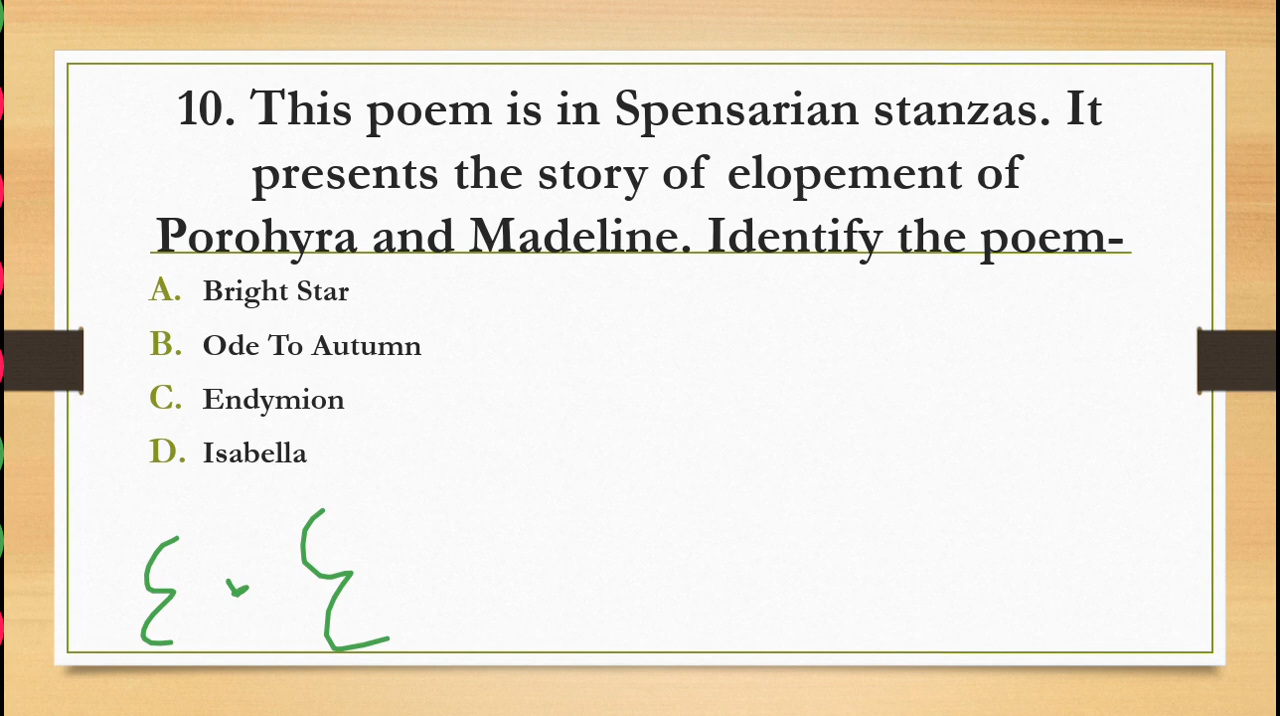 10. This poem is in Spensarian stanzas. It
presents the story of elopement of
Porohyra and Madeline. Identify the poem-
A. Bright Star
B. Ode To Autumn
C. Endymion
D. Isabella